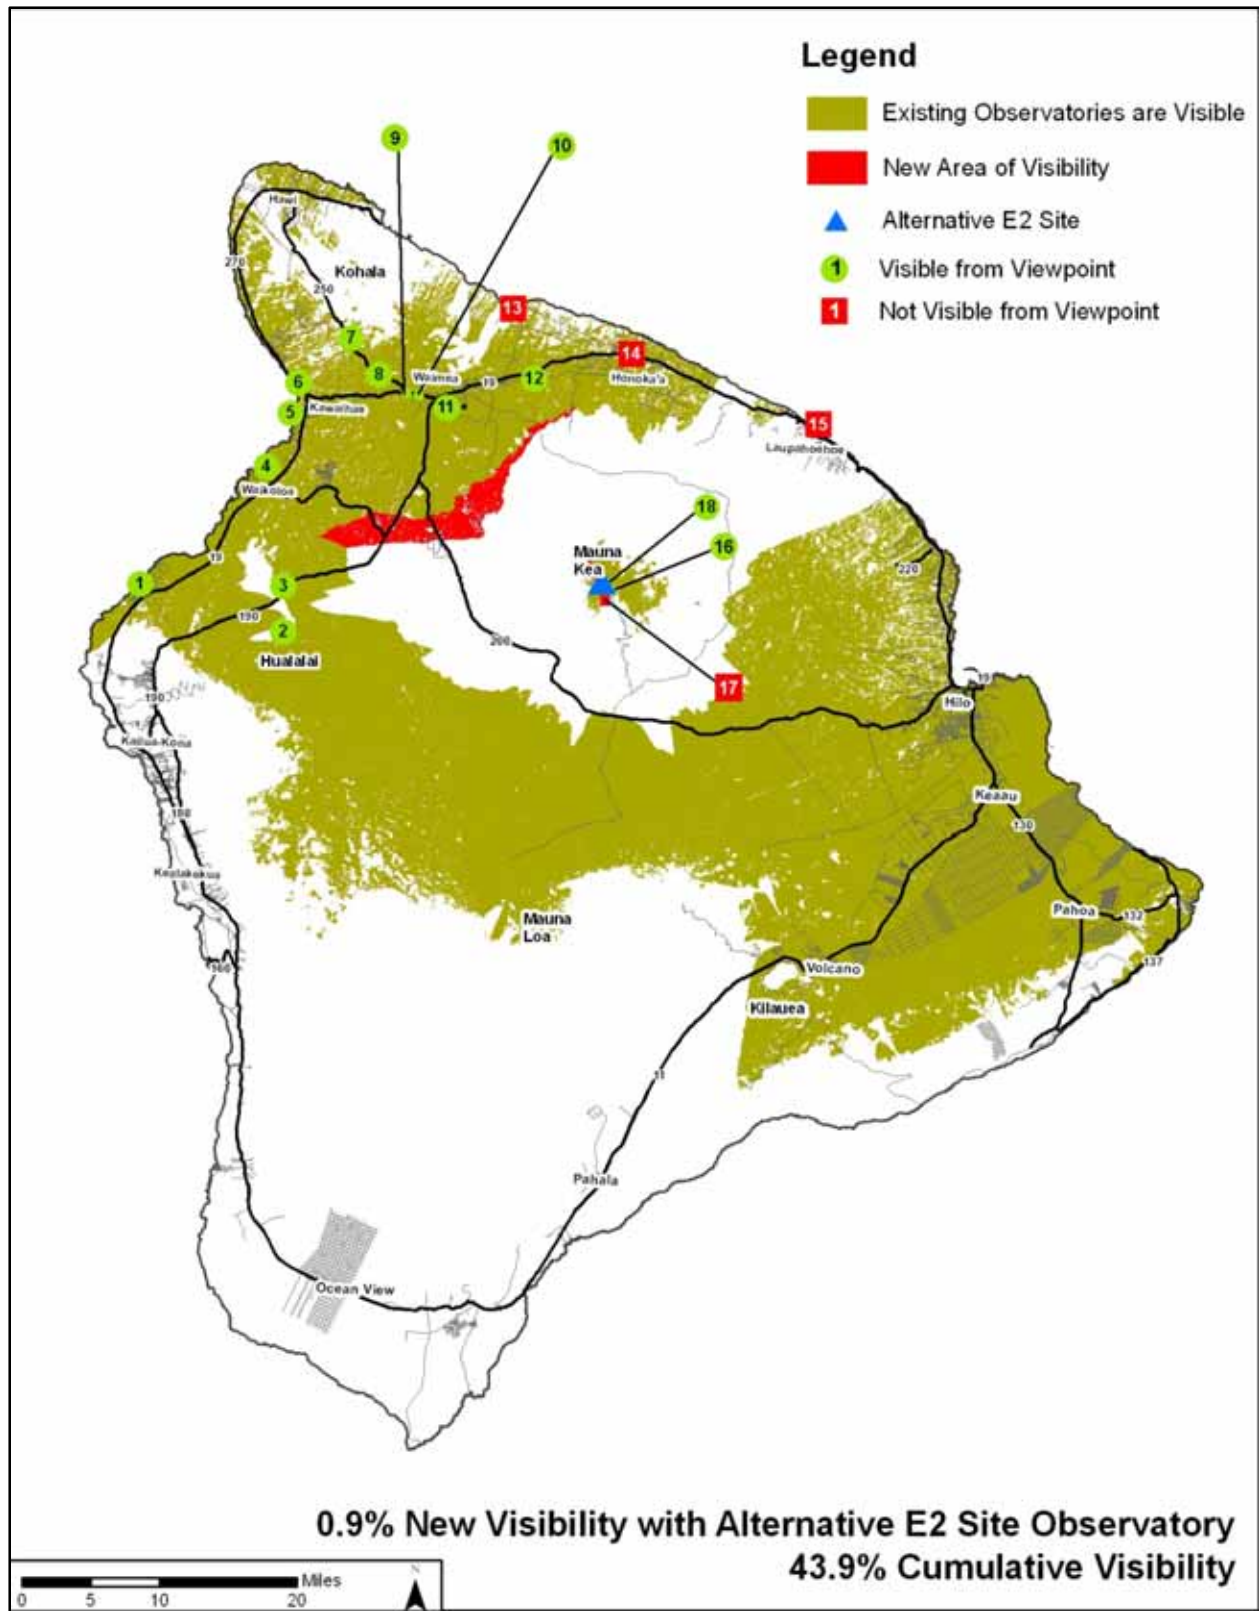 Legend
Existing Observatories are Visible
New Area of Visibility
Alternative E2 Site
1 Visible from Viewpoint
1 Not Visible from Viewpoint
9
10
Hawi
270
Kohala
250
13
7
14
Honoka'a
8
Waimea
19
12
6
5
Kawaihae
11
15
Laupahoehoe
4
Waikoloa
18
16
Mauna
Kea
19
1
3
190
2
Hualalai
200
220
17
190
Hilo
Kailua-Kona
Keaau
180
130
Kealakekua
Pahoa
132
Mauna
Loa
160
Volcano
137
Kilauea
11
Pahala
Ocean View
0.9% New Visibility with Alternative E2 Site Observatory
43.9% Cumulative Visibility
Miles
0 5 10 20